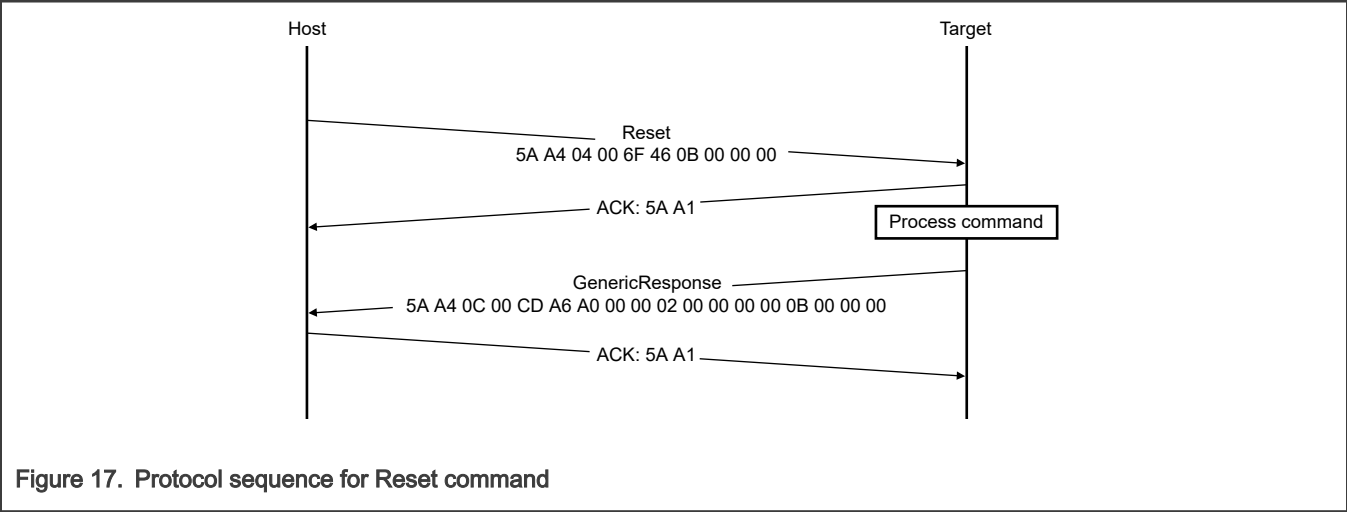 Host
Target
Reset
5A A4 04 00 6F 46 0B 00 00 00
ACK: 5A A1
Process command
GenericResponse
5A A4 0C 00 CD A6 A0 00 00 02 00 00 00 00 0B 00 00 00
ACK: 5A A1
Figure 17. Protocol sequence for Reset command